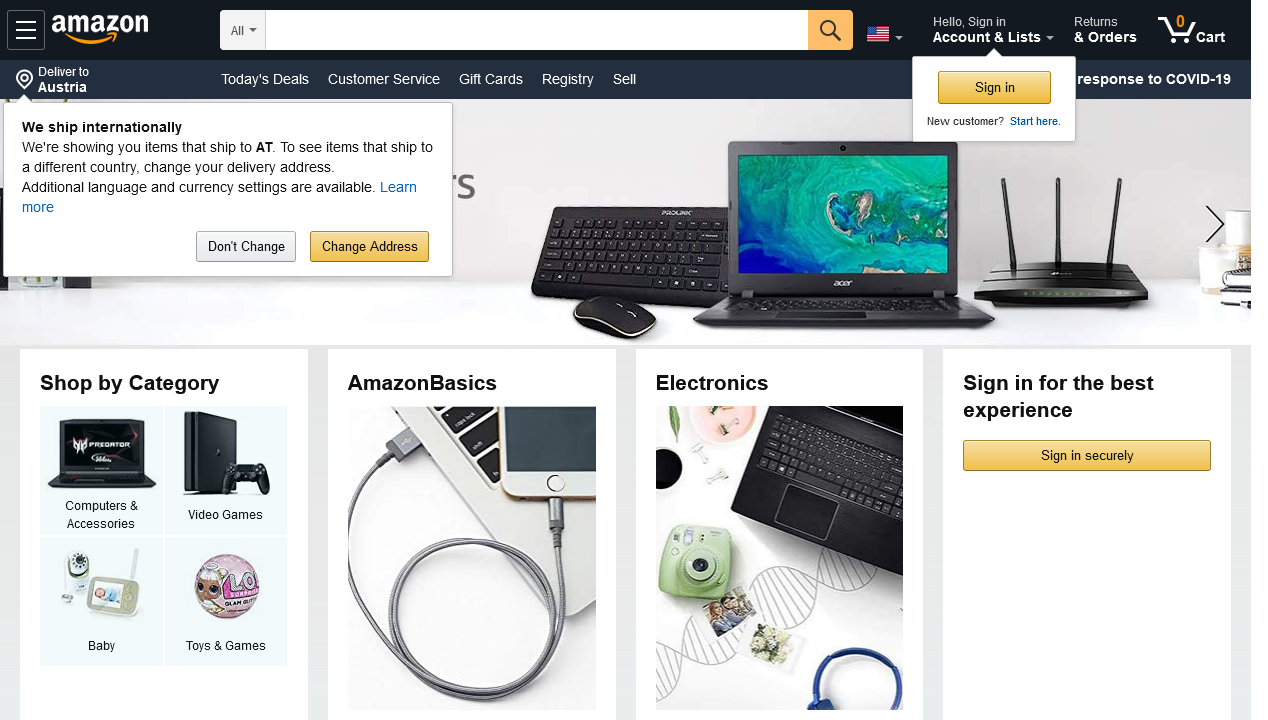 amazon
All
Hello, Sign in
Account & Lists
Returns
& Orders
0
Cart
Deliver to
Austria
Today's Deals
Customer Service
Gift Cards
Registry
Sell
response to COVID-19
Sign in
New customer? Start here.
We ship internationally
We're showing you items that ship to AT. To see items that ship to
a different country, change your delivery address.
Additional language and currency settings are available. Learn
more
Don't Change
Change Address
PROLINK
acer
Shop by Category
PREDATOR
Computers &
Accessories
Video Games
Baby
L.O.L.
SURPRISE
GLAM GLITTER
Toys & Games
AmazonBasics
Electronics
Sign in for the best
experience
Sign in securely